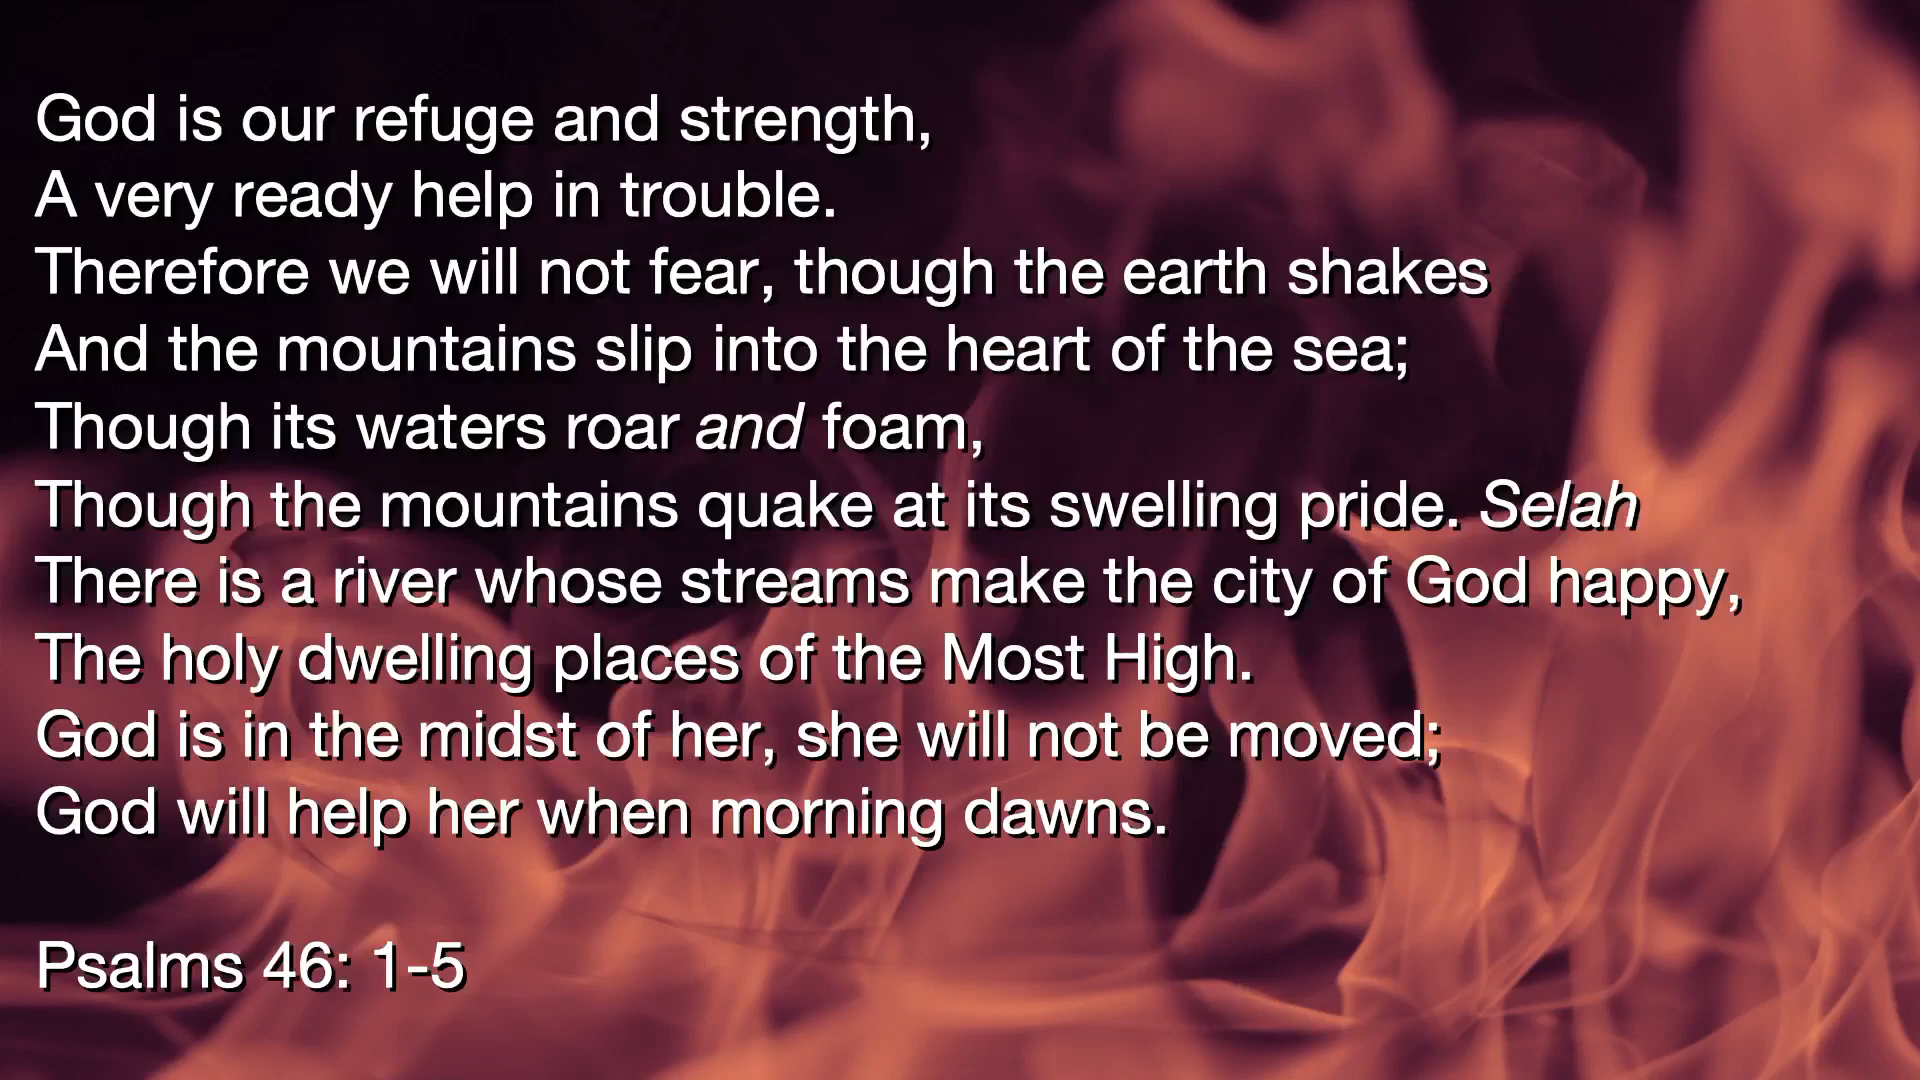 God is our refuge and strength,
A very ready help in trouble.
Therefore we will not fear, though the earth shakes
And the mountains slip into the heart of the sea;
Though its waters roar and foam,
Though the mountains quake at its swelling pride. Selah
There is a river whose streams make the city of God happy,
The holy dwelling places of the Most High.
God is in the midst of her, she will not be moved;
God will help her when morning dawns.
Psalms 46: 1-5